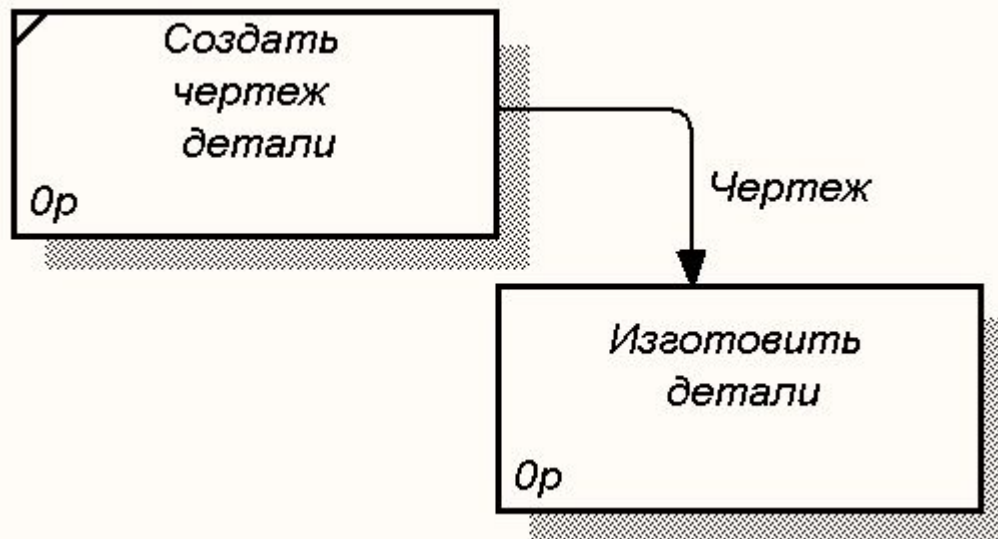 Создать
чертеж
детали
0р
Чертеж
Изготовить
детали
0р